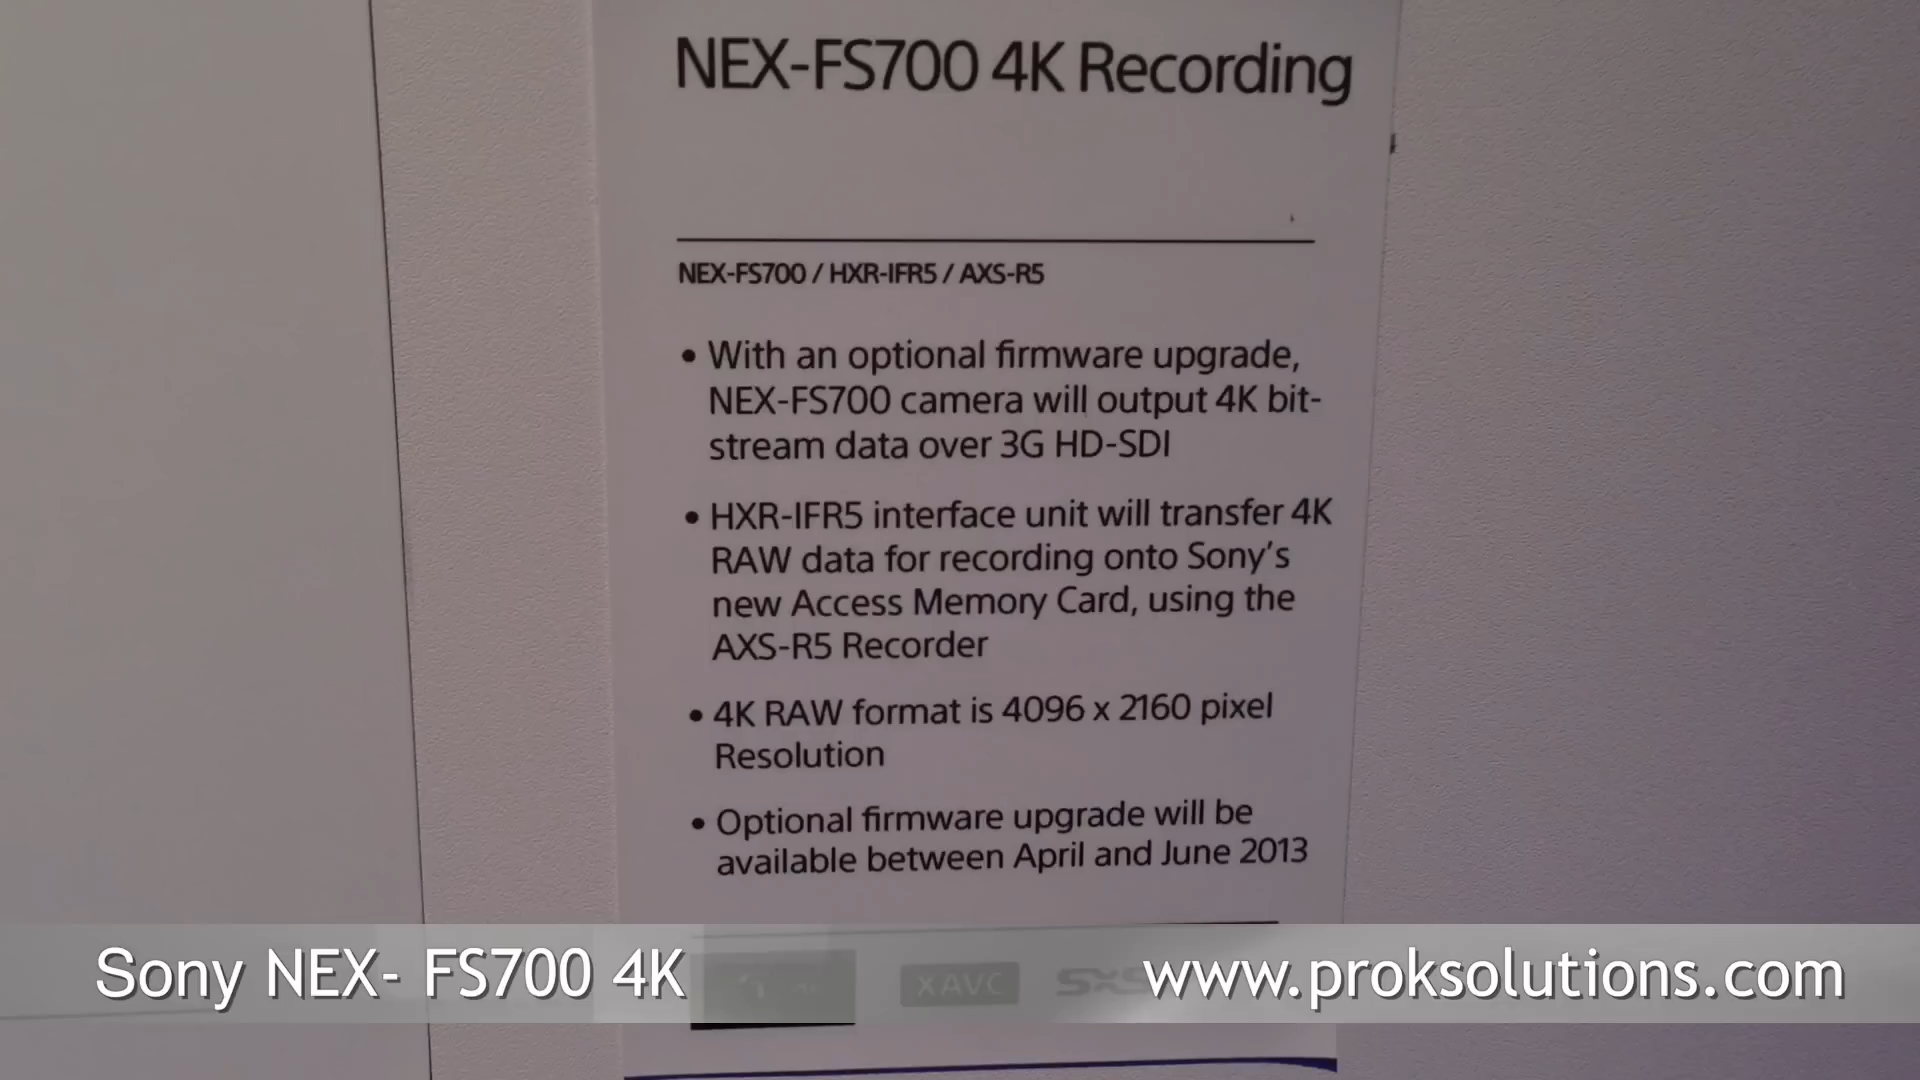 NEX-FS700 4K Recording
NEX-FS700 / HXR-IFR5 / AXS-R5
• With an optional firmware upgrade,
NEX-FS700 camera will output 4K bit-
stream data over 3G HD-SDI
• HXR-IFR5 interface unit will transfer 4K
RAW data for recording onto Sony's
new Access Memory Card, using the
AXS-R5 Recorder
• 4K RAW format is 4096 x 2160 pixel
Resolution
• Optional firmware upgrade will be
available between April and June 2013
Sony NEX- FS700 4K
XAVC
SxS
www.proksolutions.com